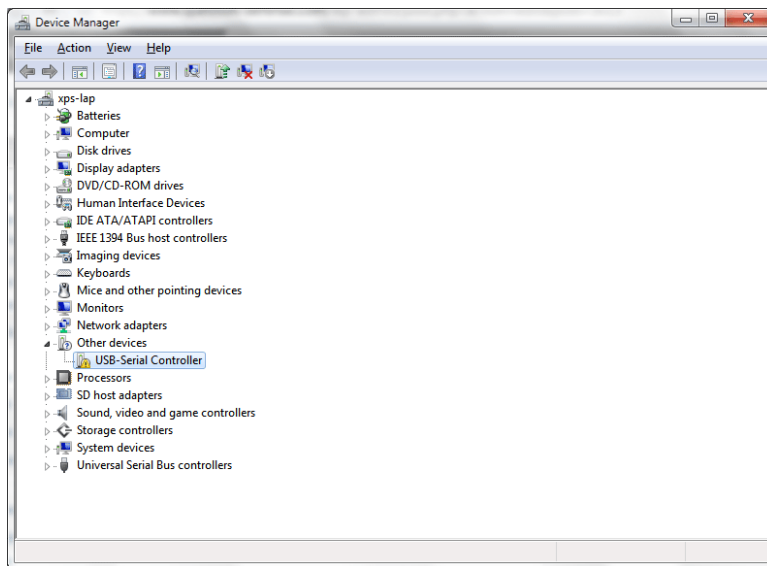 Device Manager
File Action View Help
xps-lap
Batteries
Computer
Disk drives
Display adapters
DVD/CD-ROM drives
Human Interface Devices
IDE ATA/ATAPI controllers
IEEE 1394 Bus host controllers
Imaging devices
Keyboards
Mice and other pointing devices
Monitors
Network adapters
Other devices
USB-Serial Controller
Processors
SD host adapters
Sound, video and game controllers
Storage controllers
System devices
Universal Serial Bus controllers